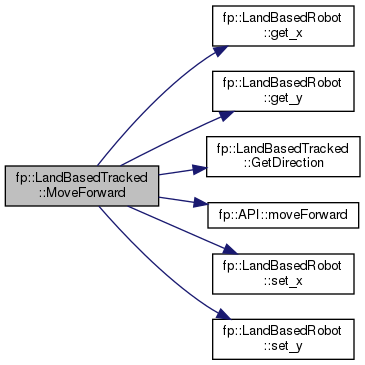 fp::LandBasedRobot
::get_x
fp::LandBasedRobot
::get_y
fp::LandBasedTracked
::GetDirection
fp::LandBasedTracked
::MoveForward
fp::API::moveForward
fp::LandBasedRobot
::set_x
fp::LandBasedRobot
::set_y